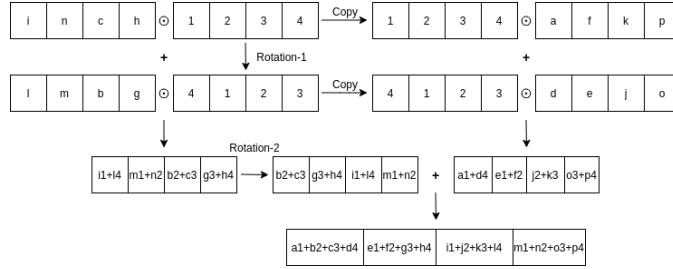 i n c h ⊙ 1 2 3 4 Copy 1 2 3 4 ⊙ a f k p
+ Rotation-1 +
l m b g ⊙ 4 1 2 3 Copy 4 1 2 3 ⊙ d e j o
Rotation-2
i1+l4 m1+n2 b2+c3 g3+h4 b2+c3 g3+h4 i1+l4 m1+n2 + a1+d4 e1+f2 j2+k3 o3+p4
a1+b2+c3+d4 e1+f2+g3+h4 i1+j2+k3+l4 m1+n2+o3+p4